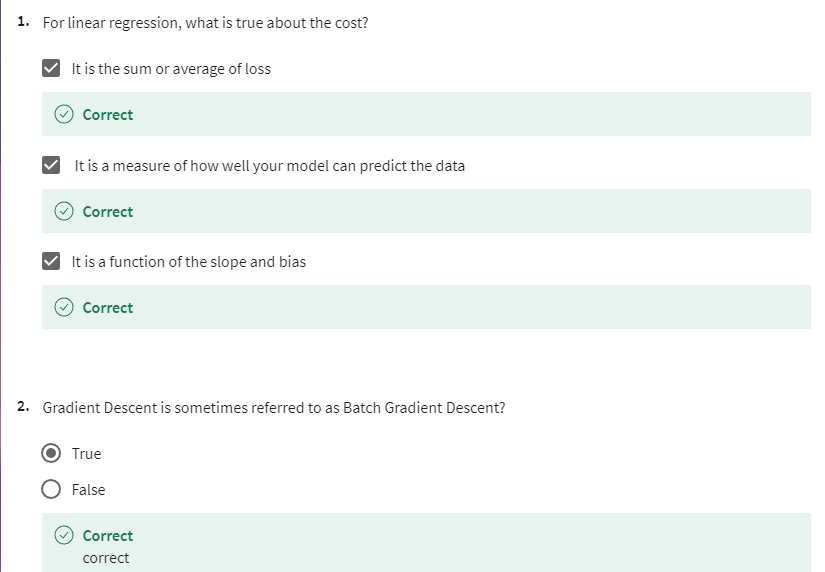 1. For linear regression, what is true about the cost?
It is the sum or average of loss
Correct
It is a measure of how well your model can predict the data
Correct
It is a function of the slope and bias
Correct
2. Gradient Descent is sometimes referred to as Batch Gradient Descent?
True
False
Correct
correct